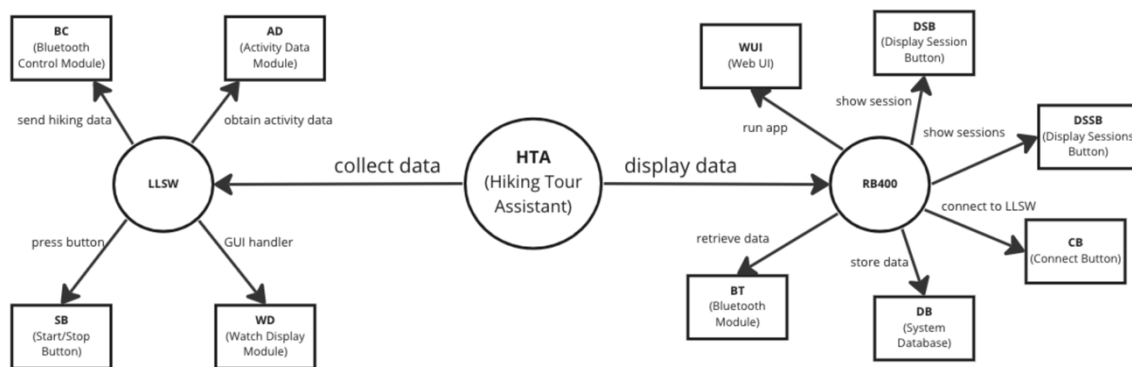 BC
(Bluetooth
Control Module)
AD
(Activity Data
Module)
send hiking data
obtain activity data
LLSW
press button
GUI handler
SB
(Start/Stop
Button)
WD
(Watch Display
Module)
collect data
HTA
(Hiking Tour
Assistant)
display data
WUI
(Web UI)
DSB
(Display Session
Button)
run app
show session
show sessions
DSSB
(Display Sessions
Button)
RB400
connect to LLSW
CB
(Connect Button)
retrieve data
store data
BT
(Bluetooth
Module)
DB
(System
Database)